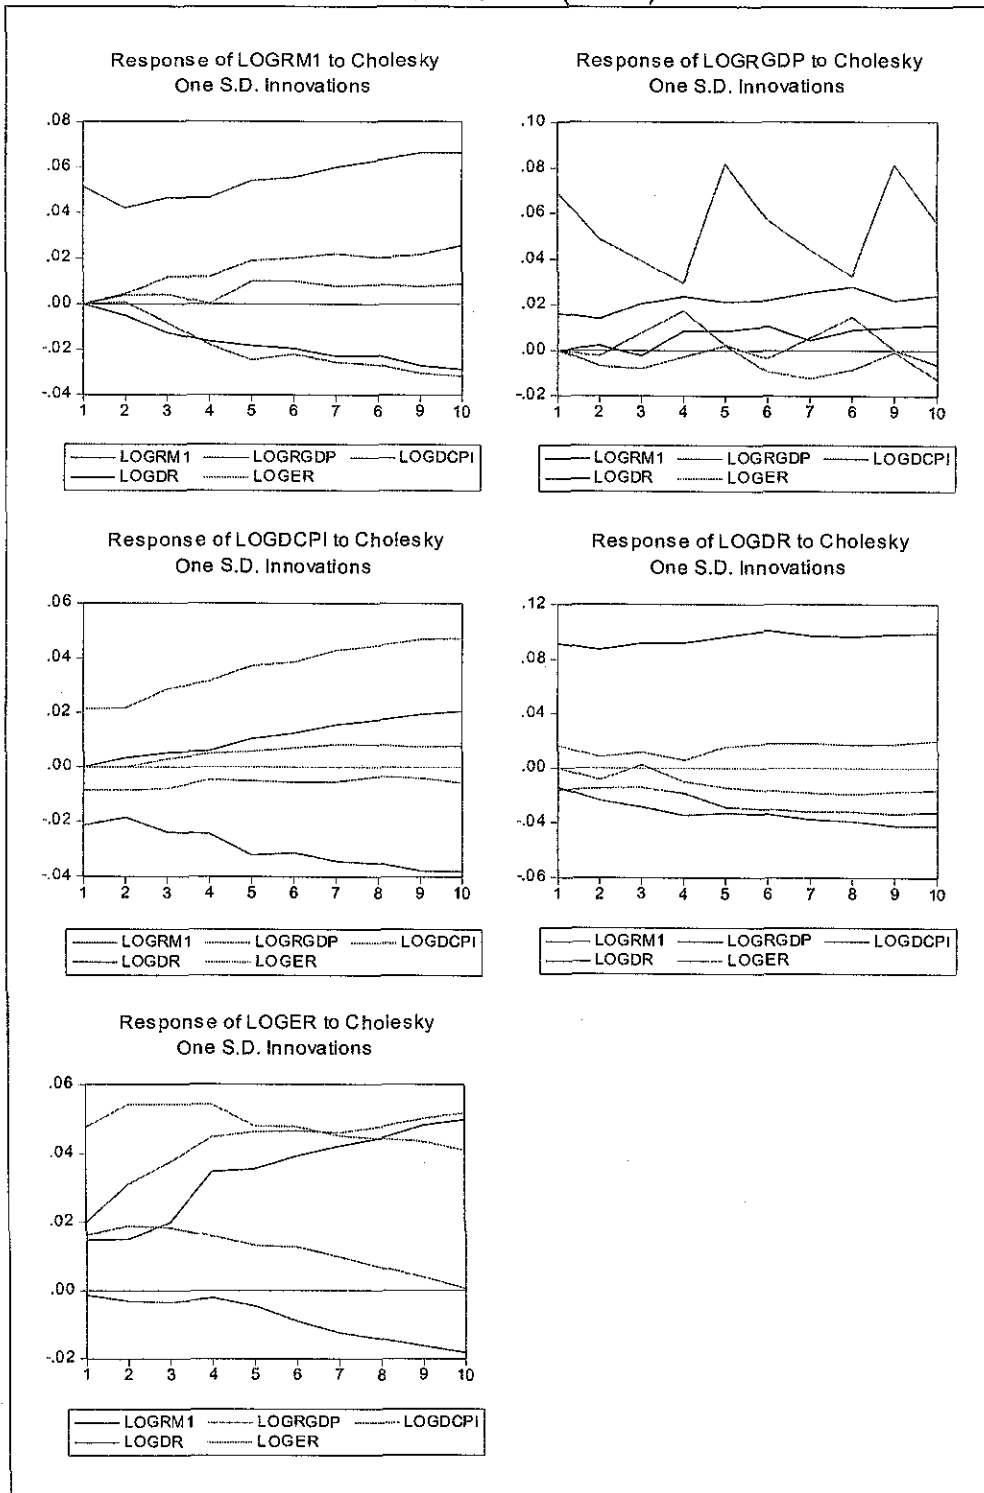 Response of LOGRM1 to Cholesky
One S.D. Innovations
.08
.06
.04
.02
.00
-.02
-.04
1 2 3 4 5 6 7 8 9 10
LOGRM1 LOGRGDP LOGDCPI
LOGDR LOGER
Response of LOGRGDP to Cholesky
One S.D. Innovations
.10
.08
.06
.04
.02
.00
-.02
1 2 3 4 5 6 7 8 9 10
LOGRM1 LOGRGDP LOGDCPI
LOGDR LOGER
Response of LOGDCPI to Cholesky
One S.D. Innovations
.06
.04
.02
.00
-.02
-.04
1 2 3 4 5 6 7 8 9 10
LOGRM1 LOGRGDP LOGDCPI
LOGDR LOGER
Response of LOGDR to Cholesky
One S.D. Innovations
.12
.08
.04
.00
-.04
-.06
1 2 3 4 5 6 7 8 9 10
LOGRM1 LOGRGDP LOGDCPI
LOGDR LOGER
Response of LOGER to Cholesky
One S.D. Innovations
.06
.04
.02
.00
-.02
1 2 3 4 5 6 7 8 9 10
LOGRM1 LOGRGDP LOGDCPI
LOGDR LOGER